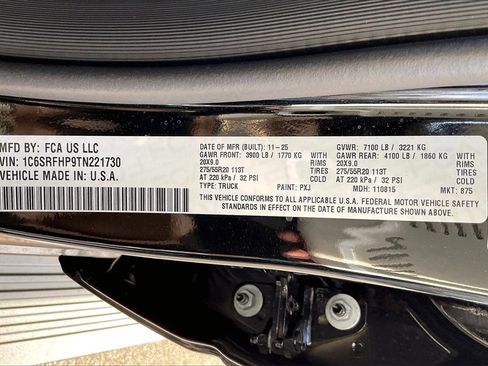 MFD BY: FCA US LLC
VIN: 1C6SRFHP9TN221730
VEHICLE MADE IN: U.S.A.
DATE OF MFR (BUILT): 11-25 GVWR: 7100 LB / 3221 KG
GAWR FRONT: 3900 LB / 1770 KG GAWR REAR: 4100 LB / 1860 KG
20X9.0 RIMS 20X9.0 RIMS
275/55R20 113T TIRES 275/55R20 113T TIRES
AT 220 kPa / 32 PSI COLD AT 220 kPa / 32 PSI COLD
TYPE: TRUCK PAINT: PXJ MDH: 110815 MKT: 875
THIS VEHICLE CONFORMS TO ALL APPLICABLE U.S.A. FEDERAL MOTOR VEHICLE SAFETY
STANDARDS IN EFFECT ON THE DATE OF MANUFACTURE SHOWN ABOVE.